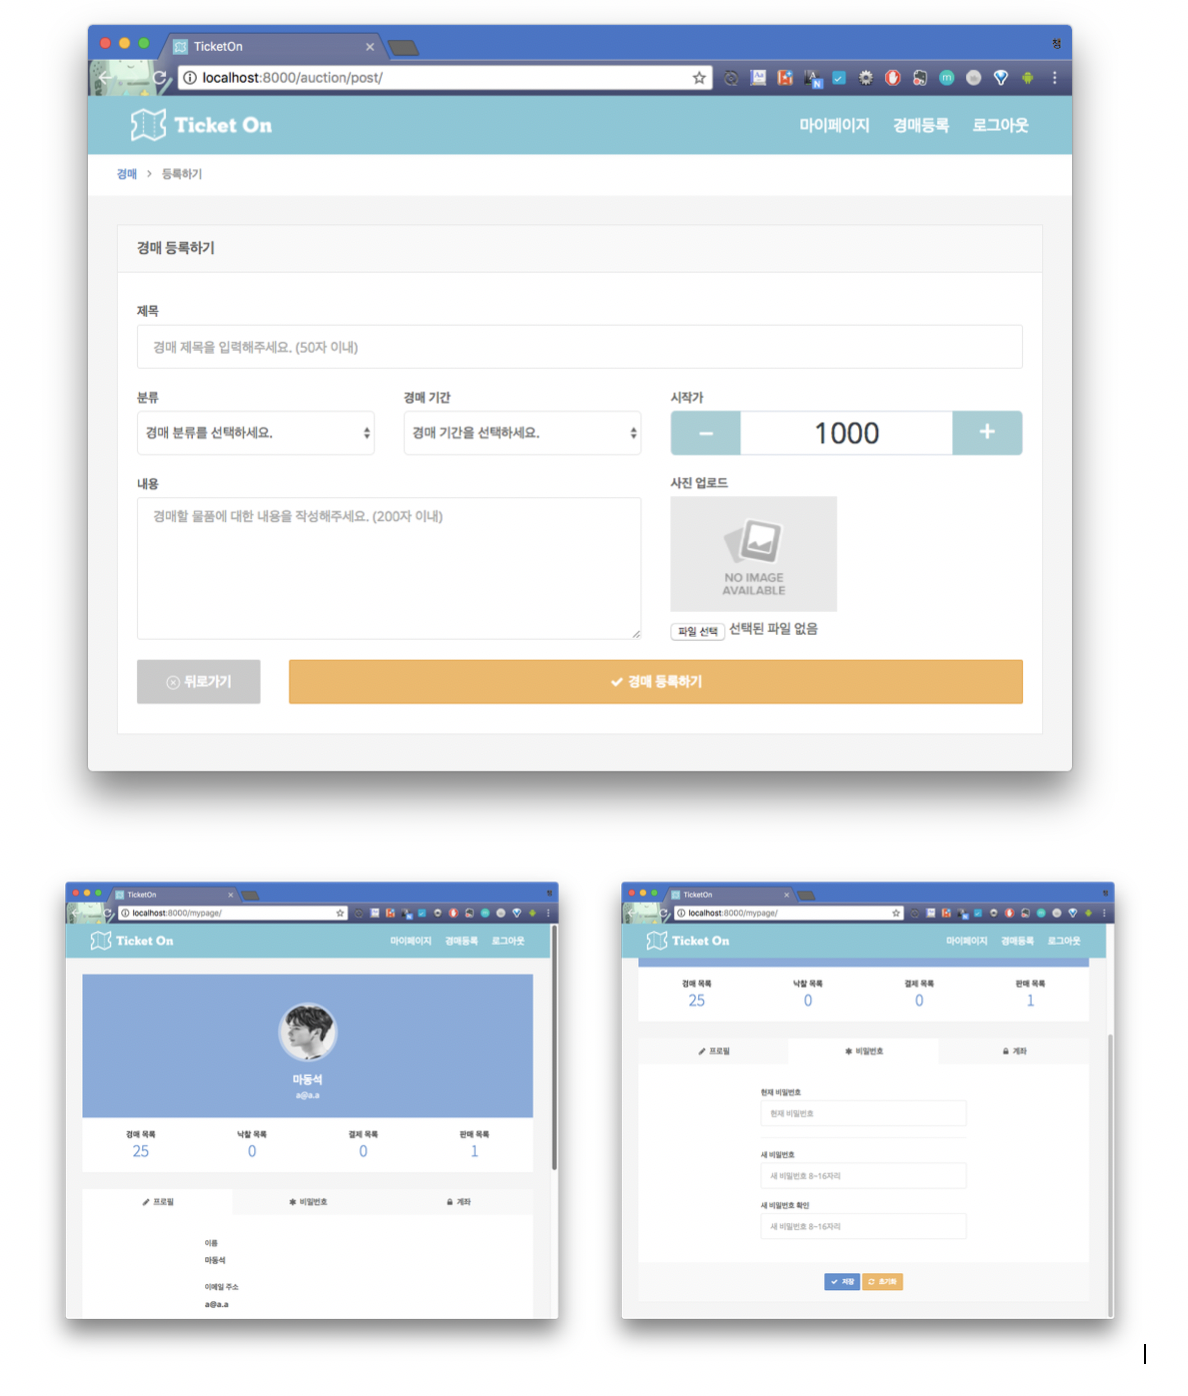 TicketOn
localhost:8000/auction/post/
Ticket On
마이페이지 경매등록 로그아웃
경매 > 등록하기
경매 등록하기
제목
경매 제목을 입력해주세요. (50자 이내)
분류 경매 기간 시작가
경매 분류를 선택하세요. 경매 기간을 선택하세요. 1000
내용 사진 업로드
경매할 물품에 대한 내용을 작성해주세요. (200자 이내)
NO IMAGE
AVAILABLE
파일 선택 선택된 파일 없음
뒤로가기 경매 등록하기
TicketOn
localhost:8000/mypage/
Ticket On
마이페이지 경매등록 로그아웃
마동석
a@a.a
경매 목록 낙찰 목록 결제 목록 판매 목록
25 0 0 1
프로필 비밀번호 계좌
이름
마동석
이메일 주소
a@a.a
TicketOn
localhost:8000/mypage/
Ticket On
마이페이지 경매등록 로그아웃
경매 목록 낙찰 목록 결제 목록 판매 목록
25 0 0 1
프로필 비밀번호 계좌
현재 비밀번호
현재 비밀번호
새 비밀번호
새 비밀번호 8~16자리
새 비밀번호 확인
새 비밀번호 8~16자리
저장 초기화